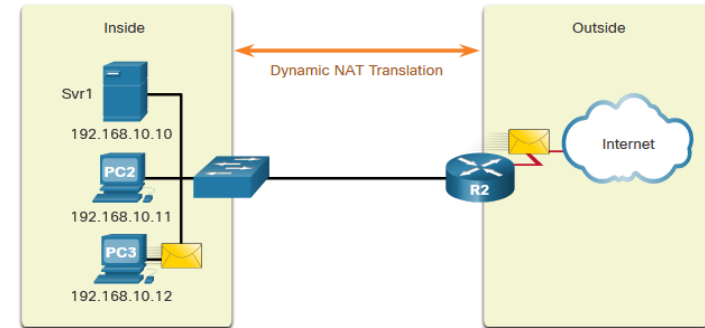 Inside
Outside
Dynamic NAT Translation
Svr1
192.168.10.10
PC2
192.168.10.11
PC3
192.168.10.12
R2
Internet